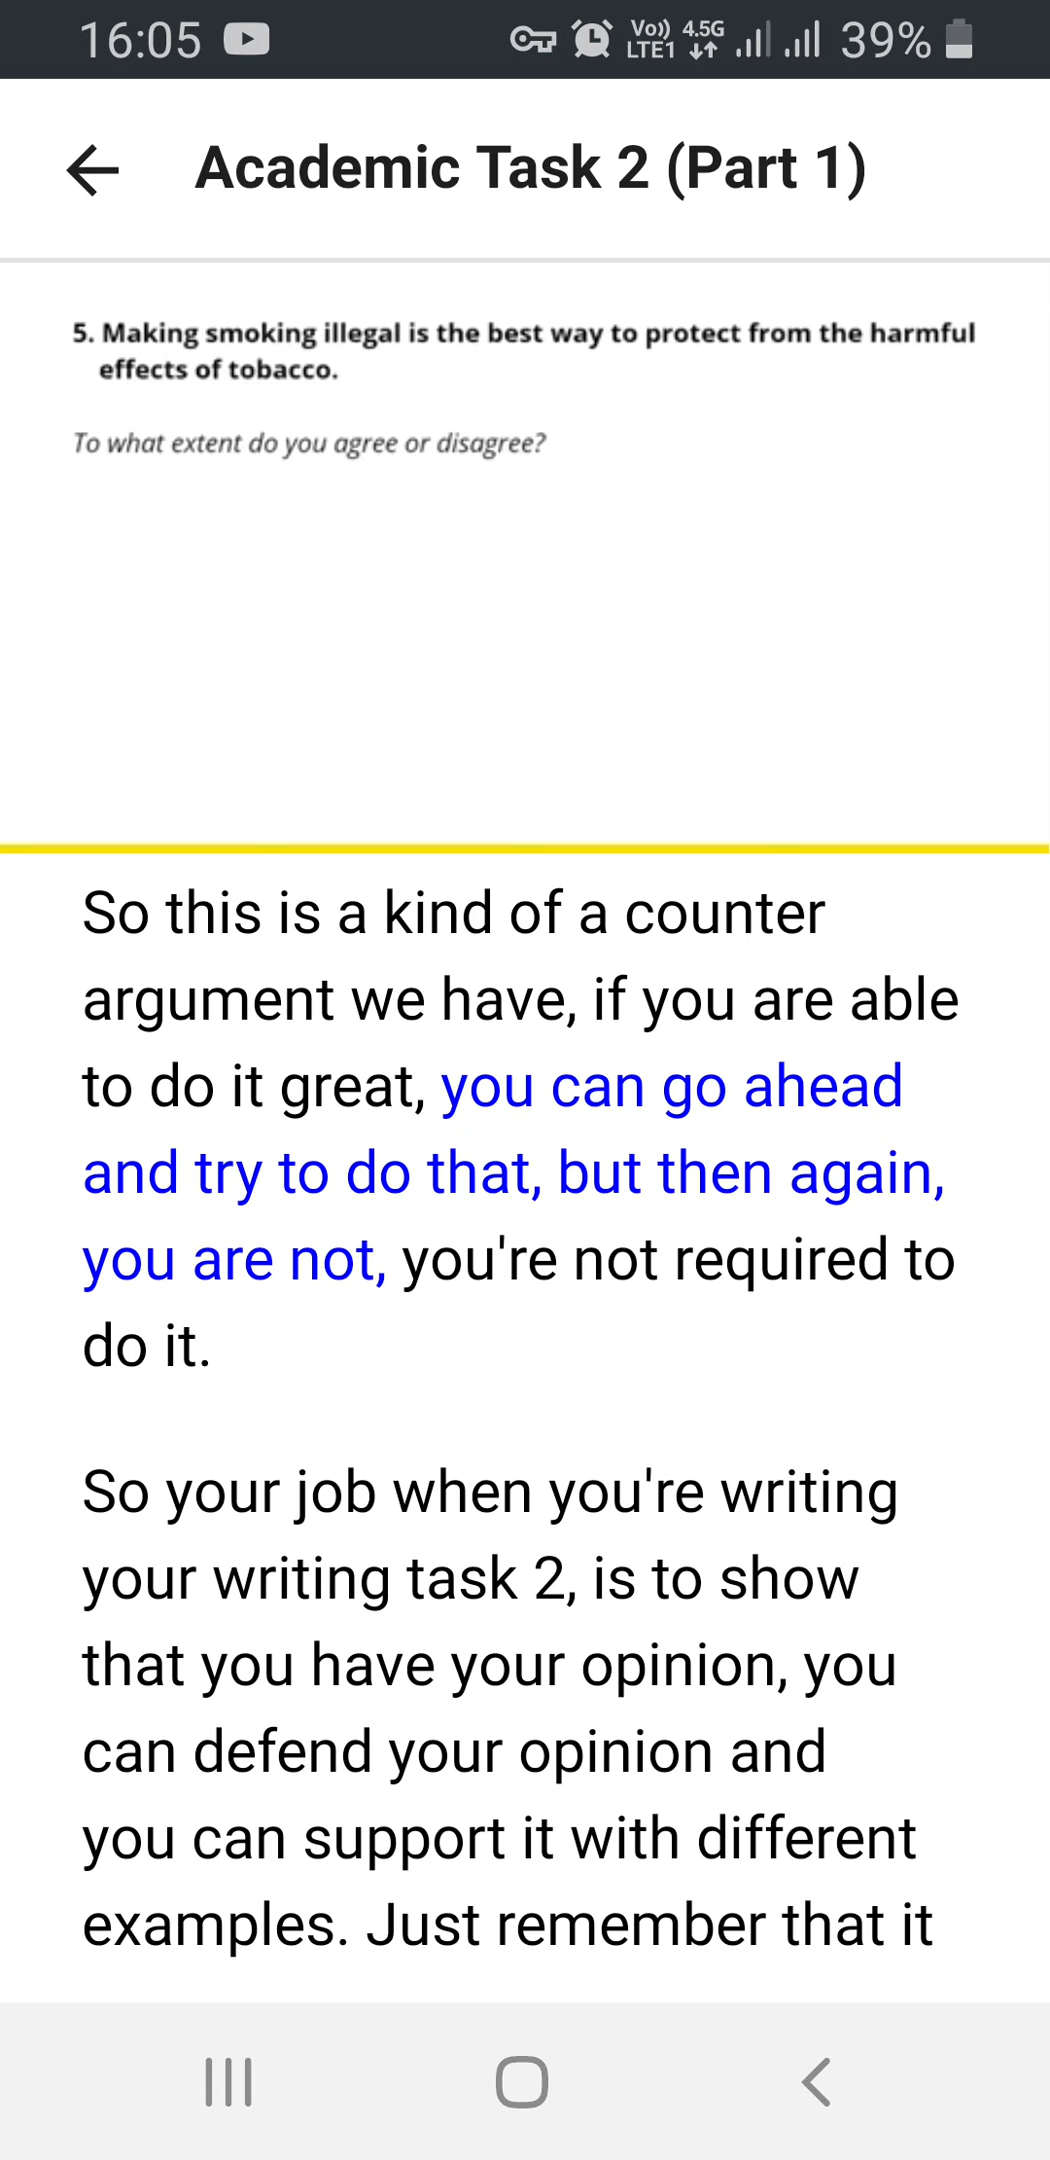 16:05
Vo)) 4.5G
LTE1
39%
Academic Task 2 (Part 1)
5. Making smoking illegal is the best way to protect from the harmful
effects of tobacco.
To what extent do you agree or disagree?
So this is a kind of a counter
argument we have, if you are able
to do it great, you can go ahead
and try to do that, but then again,
you are not, you're not required to
do it.
So your job when you're writing
your writing task 2, is to show
that you have your opinion, you
can defend your opinion and
you can support it with different
examples. Just remember that it